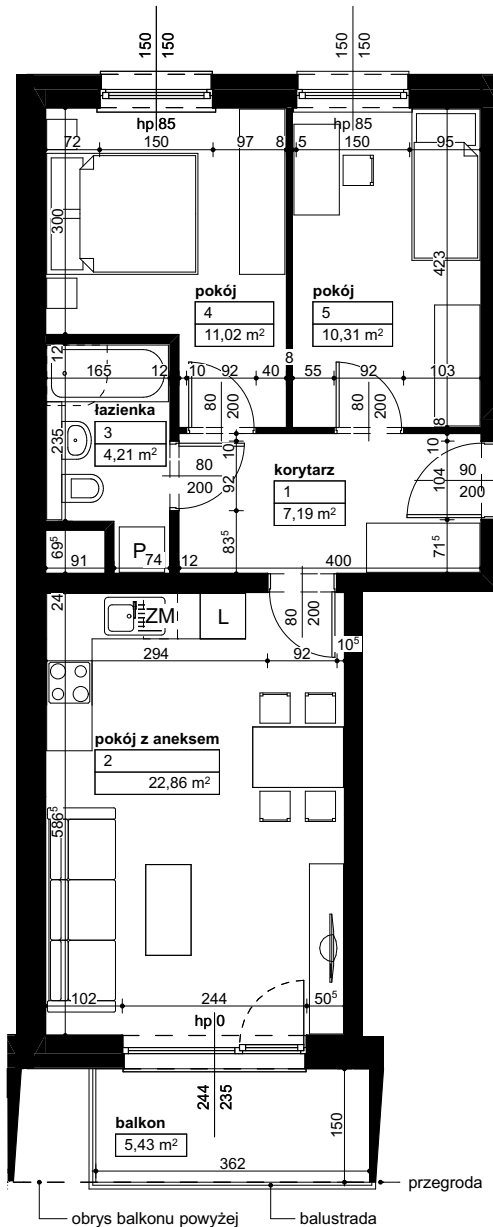 150 150
150 150
hp 85
hp 85
72 150 97 8 5 150 95
300
423
pokój
4
11,02 m²
pokój
5
10,31 m²
12
165 12 10 92 40 8 55 92 103
80 200
80 200
8
łazienka
3
4,21 m²
235
80 200
10
92
83⁵
korytarz
1
7,19 m²
10
104
71⁵
90 200
69⁵
91
P
74 12 400
24
ZM
L
80 200
10⁵
294 92
pokój z aneksem
2
22,86 m²
586⁵
102 244 50⁵
hp 0
244 235
balkon
5,43 m²
150
362
przegroda
obrys balkonu powyżej
balustrada